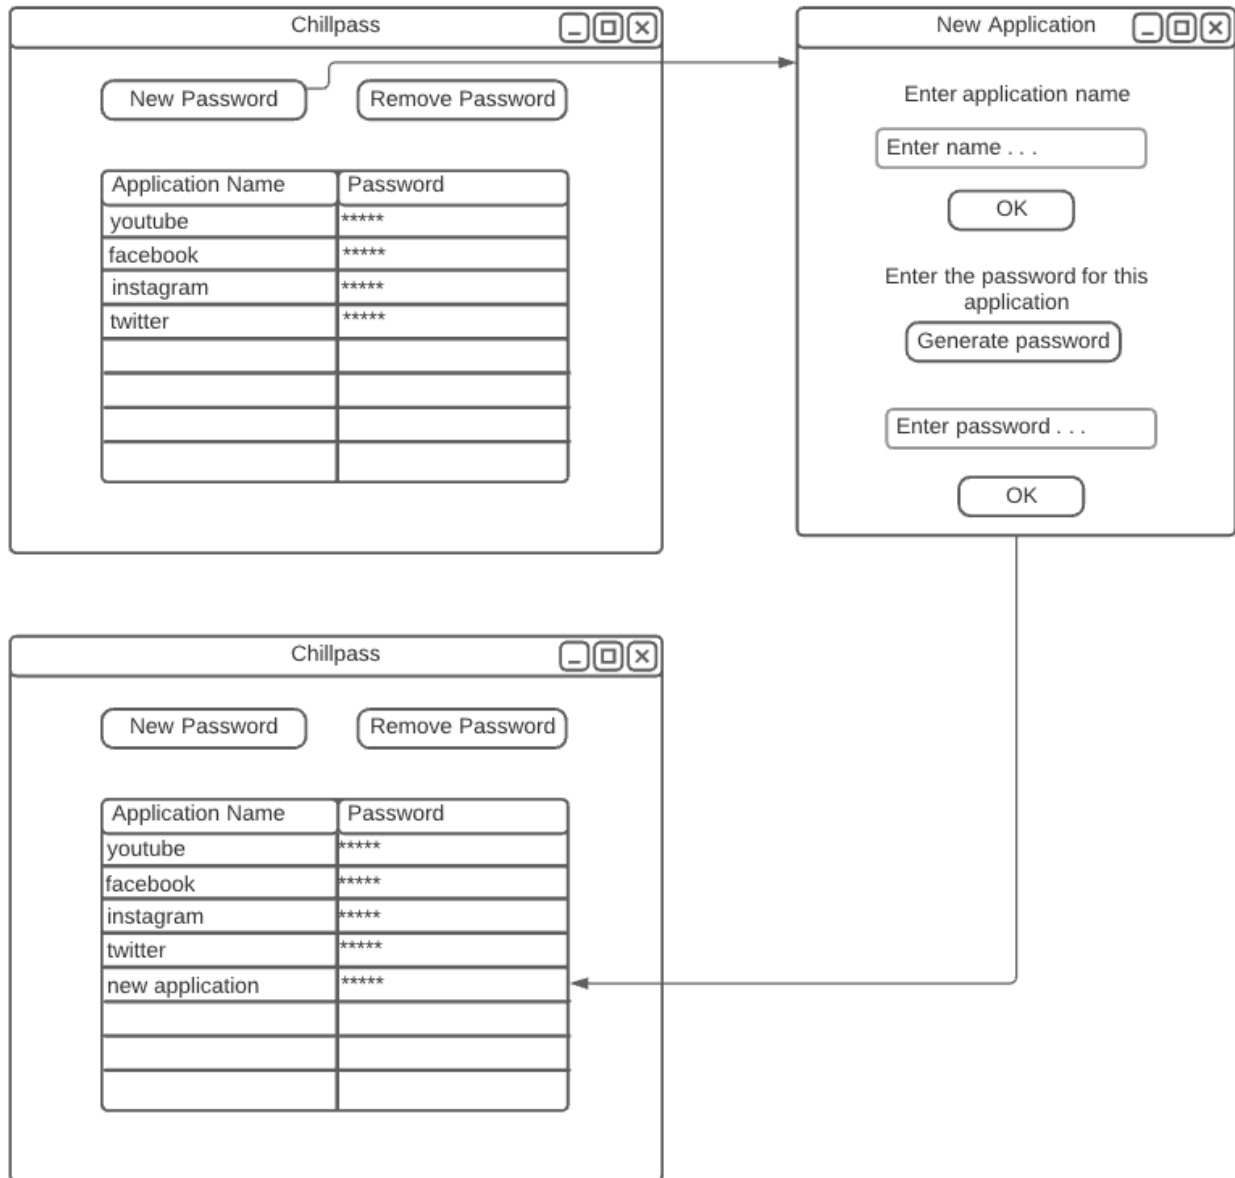 Chillpass
New Password
Remove Password
Application Name
Password
youtube
*****
facebook
*****
instagram
*****
twitter
*****
New Application
Enter application name
Enter name . . .
OK
Enter the password for this
application
Generate password
Enter password . . .
OK
Chillpass
New Password
Remove Password
Application Name
Password
youtube
*****
facebook
*****
instagram
*****
twitter
*****
new application
*****